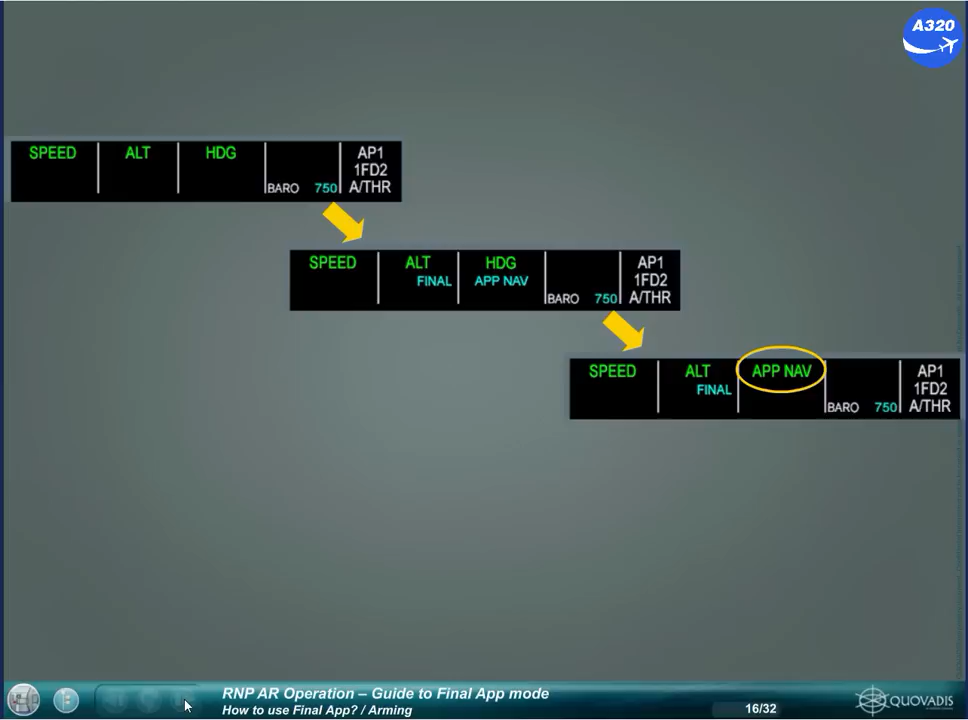 A320
SPEED ALT HDG AP1
1FD2
BARO 750 A/THR
SPEED ALT HDG AP1
FINAL APP NAV 1FD2
BARO 750 A/THR
SPEED ALT APP NAV AP1
FINAL 1FD2
BARO 750 A/THR
RNP AR Operation – Guide to Final App mode
How to use Final App? / Arming
16/32
QUOVADIS